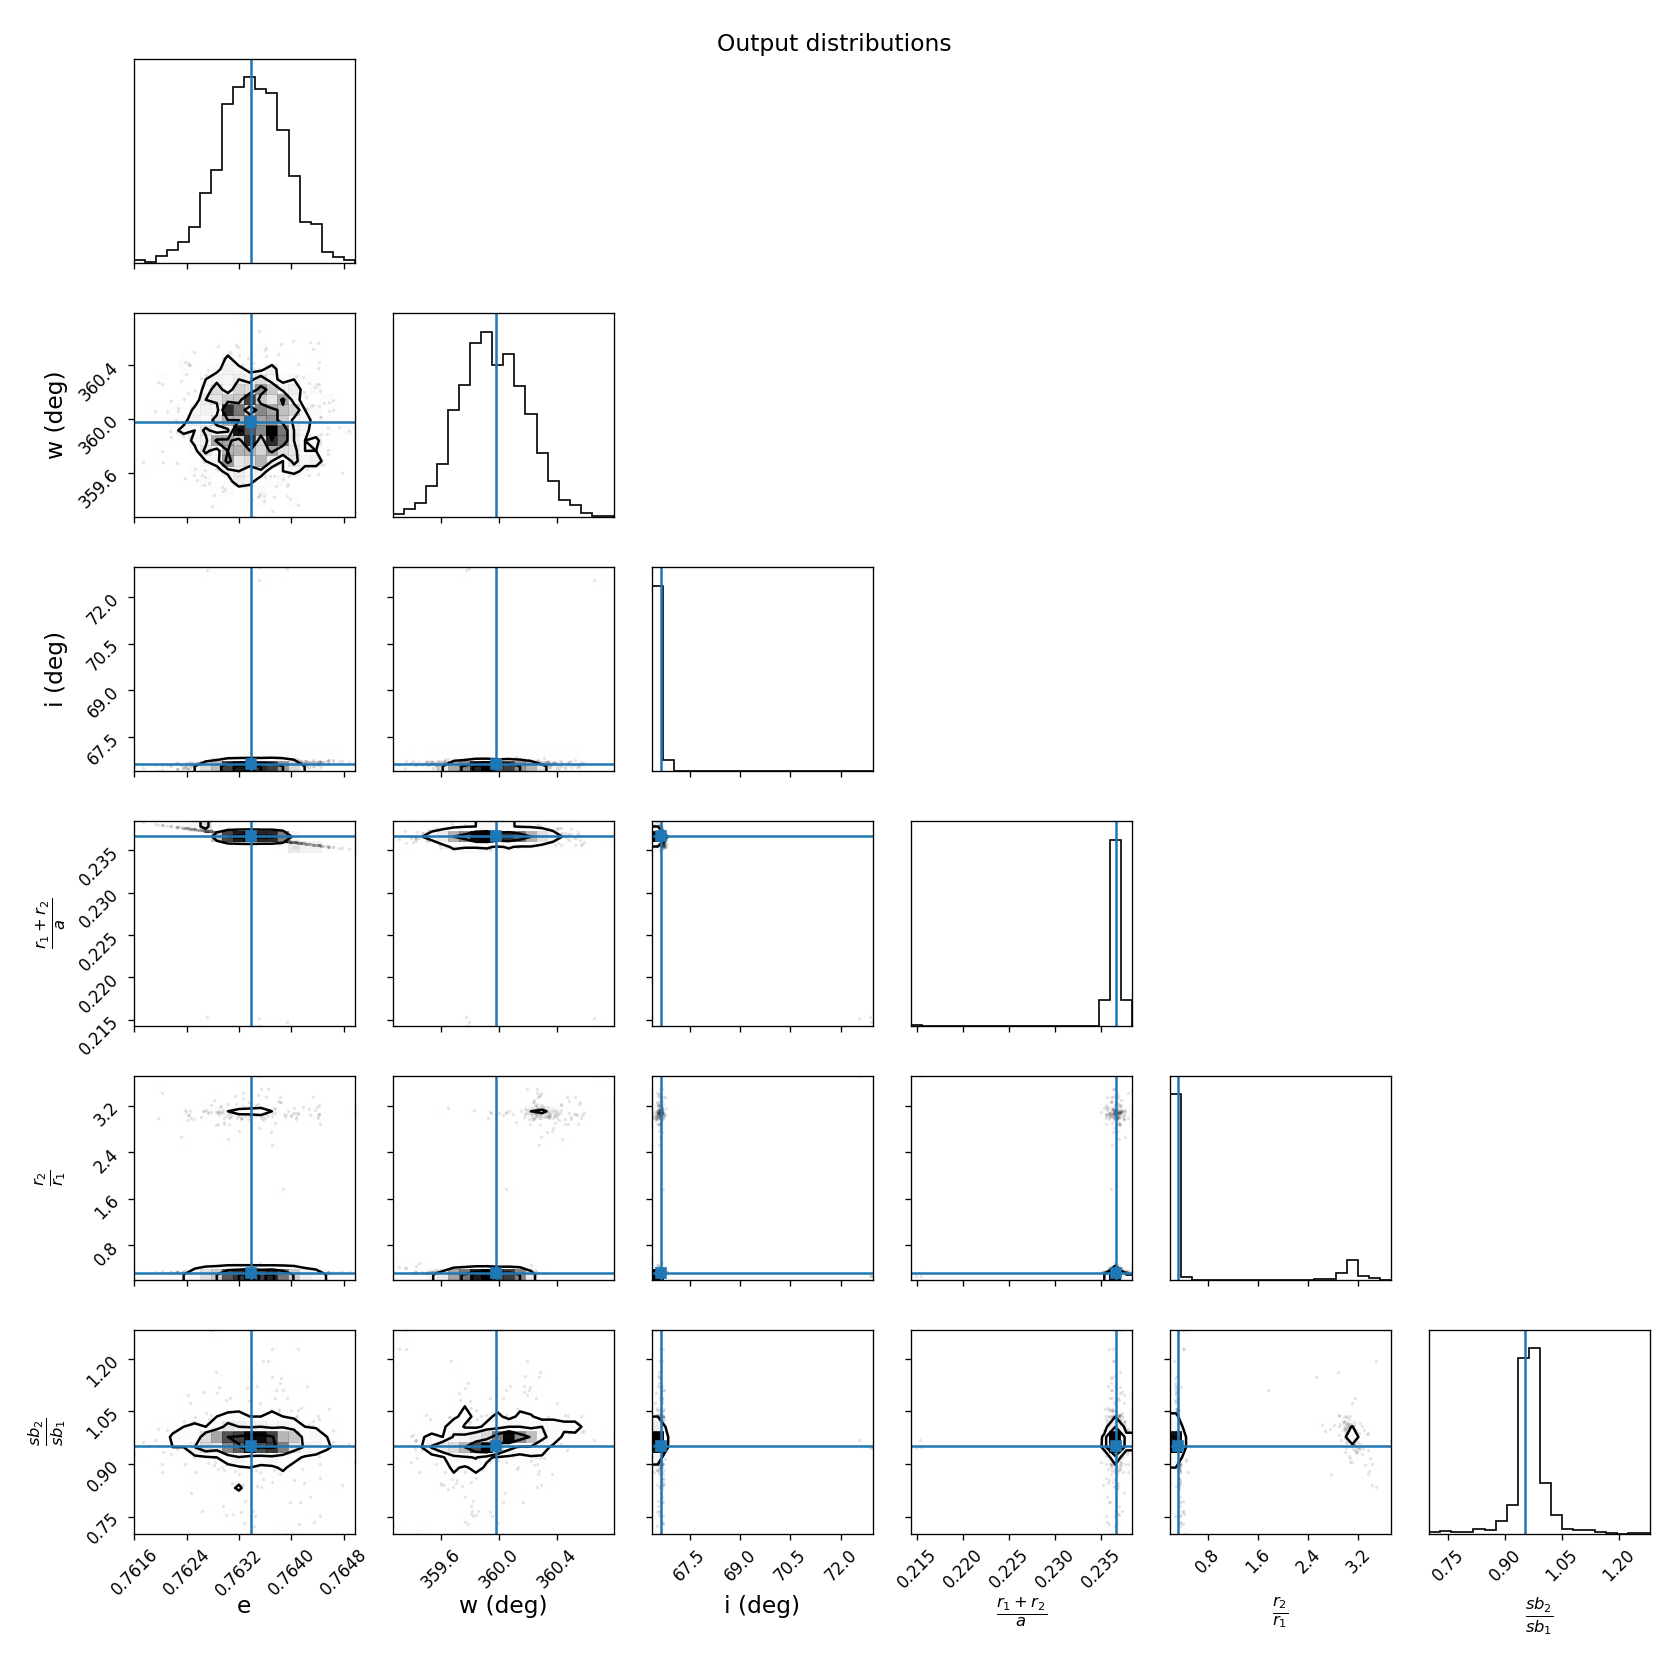 Output distributions
w (deg)
360.4
360.0
359.6
i (deg)
72.0
70.5
69.0
67.5
r₁ + r₂
a
0.235
0.230
0.225
0.220
0.215
r₂
r₁
3.2
2.4
1.6
0.8
sb₂
sb₁
1.20
1.05
0.90
0.75
0.7616 0.7624 0.7632 0.7640 0.7648 359.6 360.0 360.4 67.5 69.0 70.5 72.0 0.215 0.220 0.225 0.230 0.235 0.8 1.6 2.4 3.2 0.75 0.90 1.05 1.20
e w (deg) i (deg)
r₁ + r₂ r₂ sb₂
a r₁ sb₁